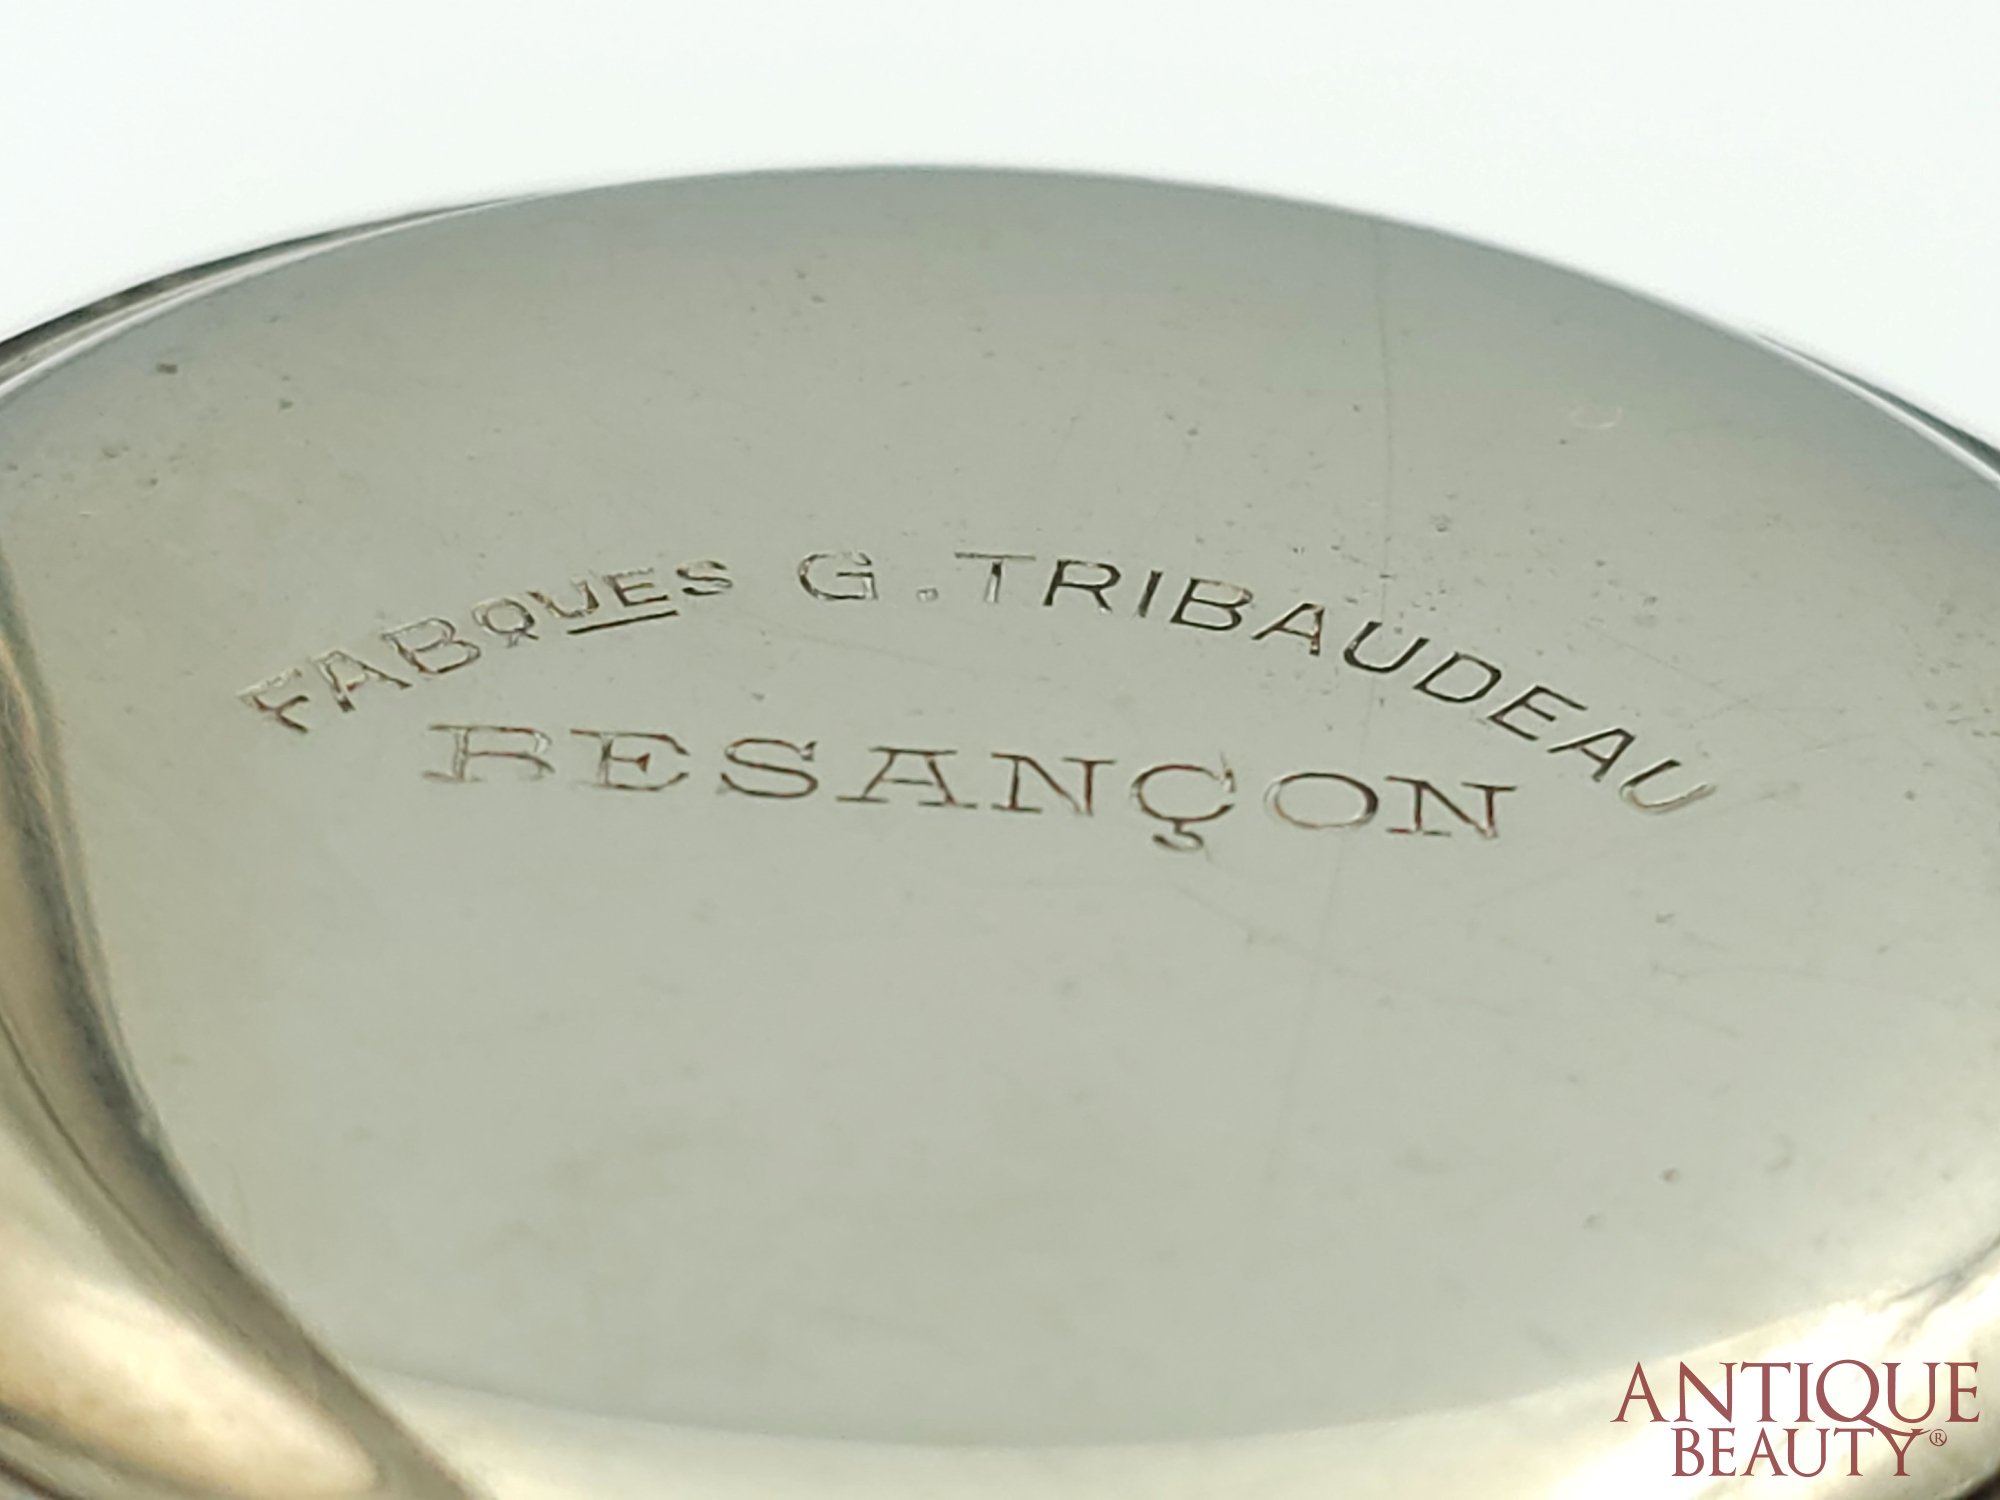 FABQUES G. TRIBAUDEAU
BESANÇON
ANTIQUE
BEAUTY®